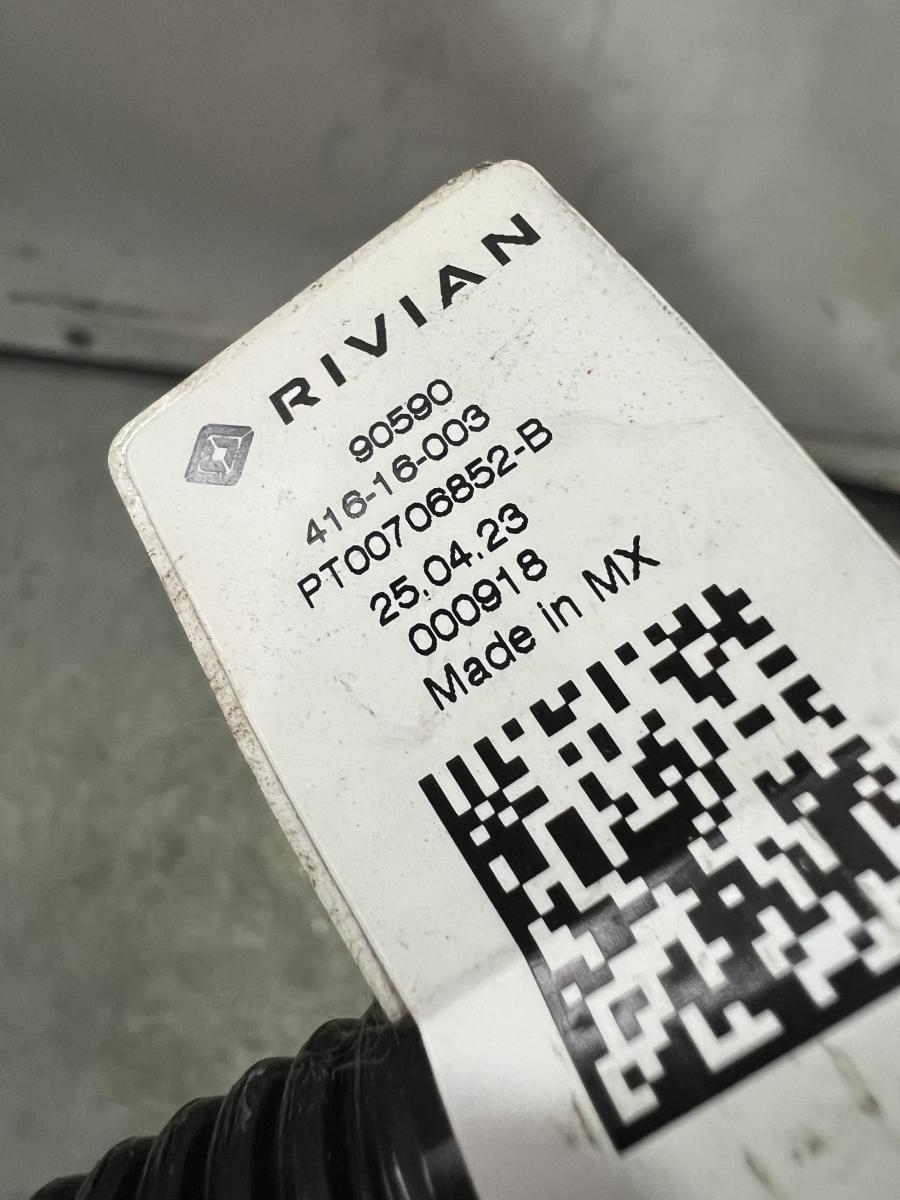 RIVIAN
90590
416-16-003
PT00706852-B
25.04.23
000918
Made in MX